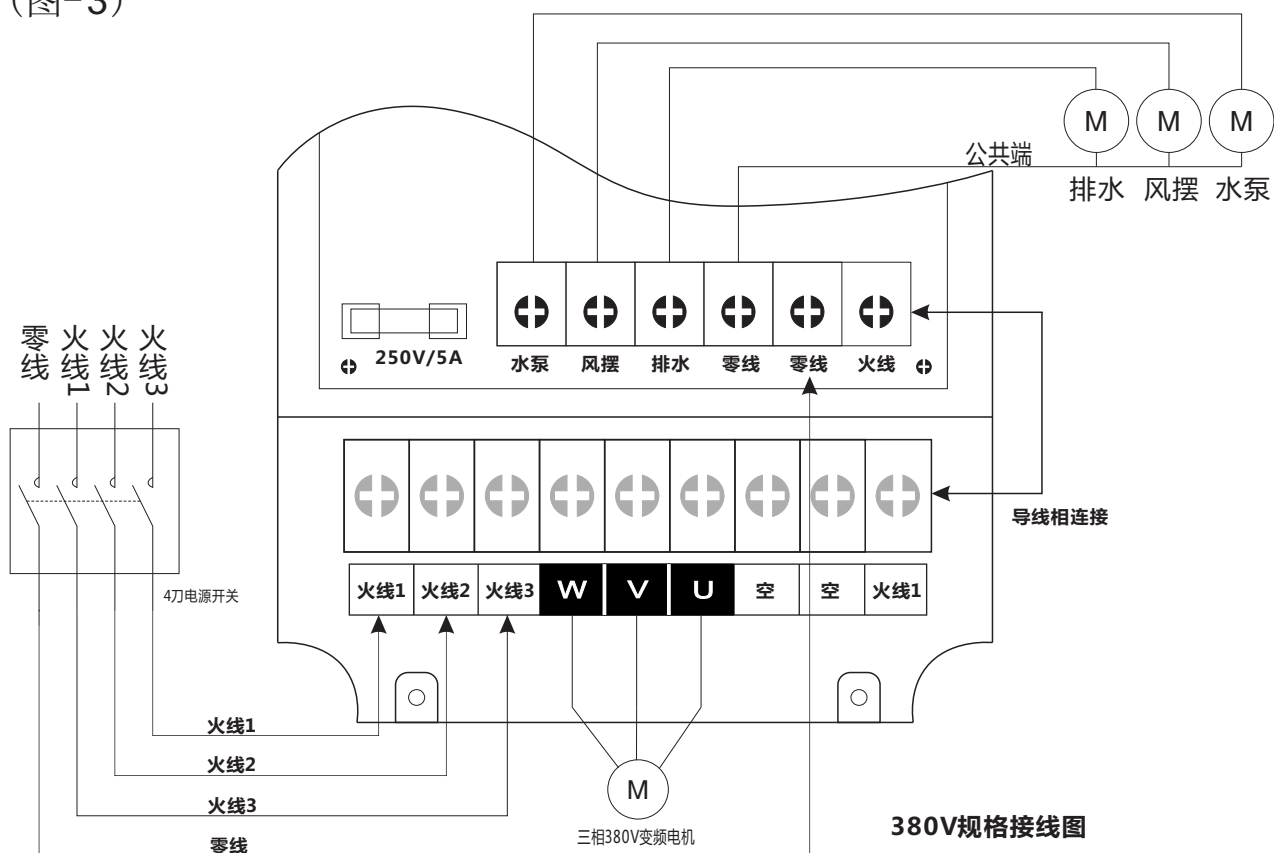 （图-3）
M M M
公共端
排水 风摆 水泵
250V/5A
水泵 风摆 排水 零线 零线 火线
零线 火线1 火线2 火线3
导线相连接
4刀电源开关
火线1 火线2 火线3 W V U 空 空 火线1
火线1
火线2
火线3
零线
M
三相380V变频电机
380V规格接线图